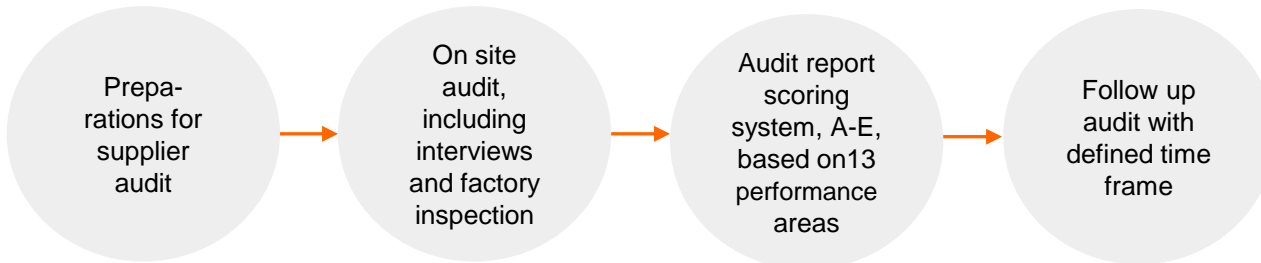 Prepa-
rations for
supplier
audit
On site
audit,
including
interviews
and factory
inspection
Audit report
scoring
system, A-E,
based on13
performance
areas
Follow up
audit with
defined time
frame